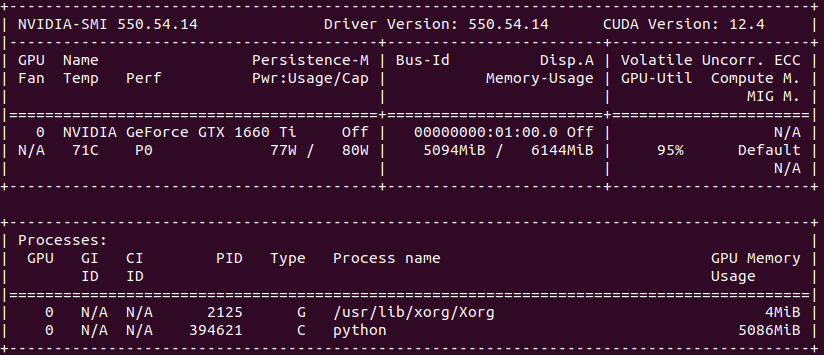 +-----------------------------------------------------------------------------------------+
| NVIDIA-SMI 550.54.14              Driver Version: 550.54.14      CUDA Version: 12.4     |
|-----------------------------------------+------------------------+----------------------+
| GPU  Name                 Persistence-M | Bus-Id          Disp.A | Volatile Uncorr. ECC |
| Fan  Temp   Perf          Pwr:Usage/Cap |           Memory-Usage | GPU-Util  Compute M. |
|                                         |                        |               MIG M. |
|=========================================+========================+======================|
|   0  NVIDIA GeForce GTX 1660 Ti     Off |   00000000:01:00.0 Off |                  N/A |
| N/A   71C    P0             77W /   80W |    5094MiB /   6144MiB |     95%      Default |
|                                         |                        |                  N/A |
+-----------------------------------------+------------------------+----------------------+
+-----------------------------------------------------------------------------------------+
| Processes:                                                                              |
|  GPU   GI   CI        PID   Type   Process name                              GPU Memory |
|        ID   ID                                                               Usage      |
|=========================================================================================|
|    0   N/A  N/A      2125      G   /usr/lib/xorg/Xorg                              4MiB |
|    0   N/A  N/A    394621      C   python                                       5086MiB |
+-----------------------------------------------------------------------------------------+